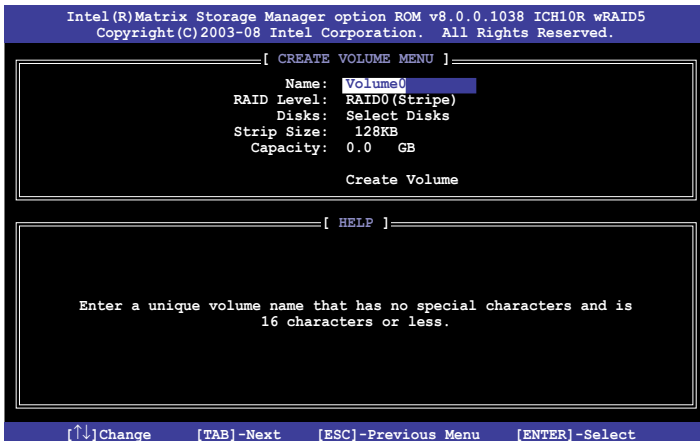 Intel(R)Matrix Storage Manager option ROM v8.0.0.1038 ICH10R wRAID5
Copyright(C)2003-08 Intel Corporation. All Rights Reserved.
[ CREATE VOLUME MENU ]
Name: Volume0
RAID Level: RAID0(Stripe)
Disks: Select Disks
Strip Size: 128KB
Capacity: 0.0 GB
Create Volume
[ HELP ]
Enter a unique volume name that has no special characters and is
16 characters or less.
[↑↓]Change [TAB]-Next [ESC]-Previous Menu [ENTER]-Select